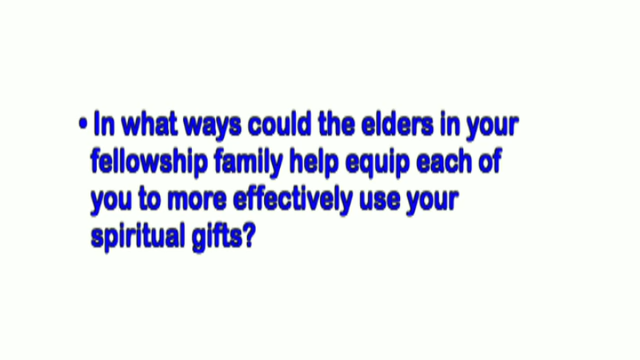 • In what ways could the elders in your
fellowship family help equip each of
you to more effectively use your
spiritual gifts?